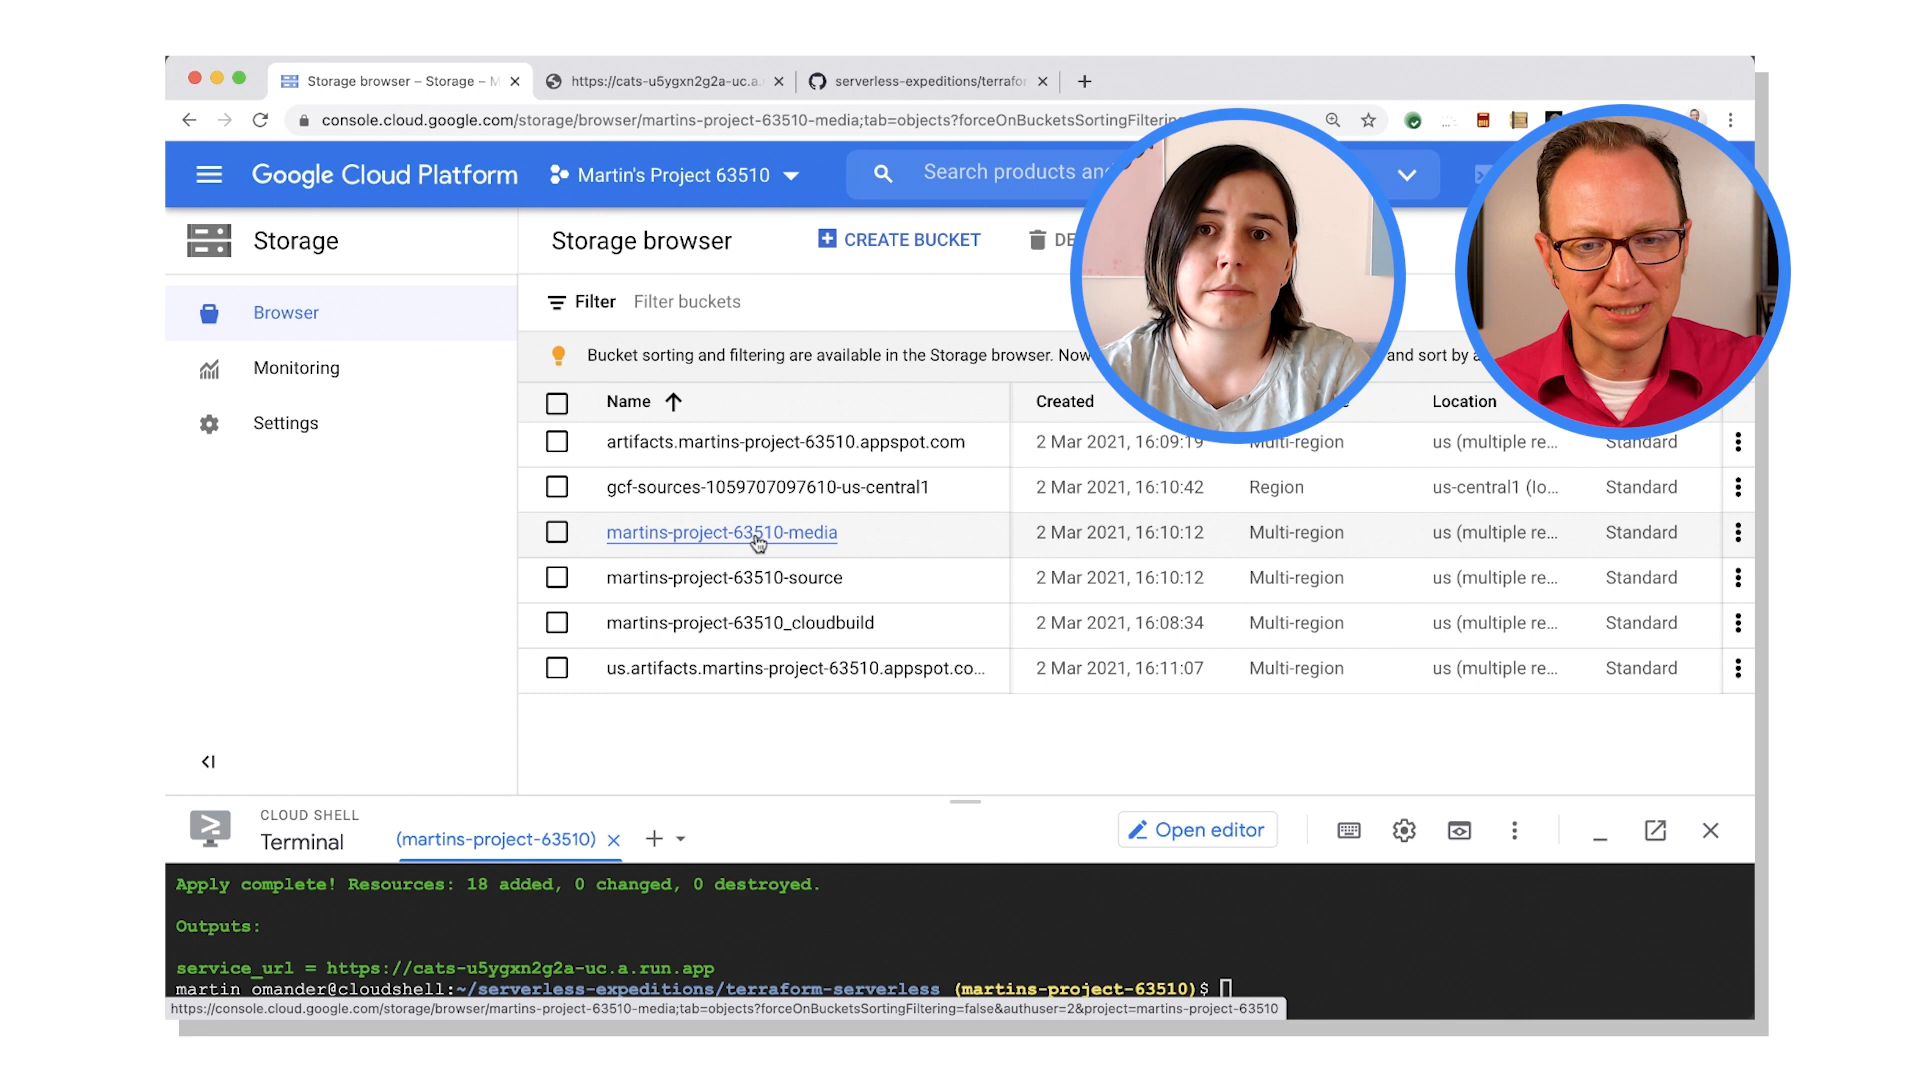 Storage browser – Storage – M
https://cats-u5ygxn2g2a-uc.a.
serverless-expeditions/terrafor
console.cloud.google.com/storage/browser/martins-project-63510-media;tab=objects?forceOnBucketsSortingFiltering
Google Cloud Platform
Martin's Project 63510
Search products an
Storage
Storage browser
CREATE BUCKET
DE
Browser
Monitoring
Settings
Filter
Filter buckets
Bucket sorting and filtering are available in the Storage browser. Now
and sort by a
Name Created Location
artifacts.martins-project-63510.appspot.com 2 Mar 2021, 16:09:19 Multi-region us (multiple re... Standard
gcf-sources-1059707097610-us-central1 2 Mar 2021, 16:10:42 Region us-central1 (Io... Standard
martins-project-63510-media 2 Mar 2021, 16:10:12 Multi-region us (multiple re... Standard
martins-project-63510-source 2 Mar 2021, 16:10:12 Multi-region us (multiple re... Standard
martins-project-63510_cloudbuild 2 Mar 2021, 16:08:34 Multi-region us (multiple re... Standard
us.artifacts.martins-project-63510.appspot.co... 2 Mar 2021, 16:11:07 Multi-region us (multiple re... Standard
CLOUD SHELL
Terminal
(martins-project-63510)
Open editor
Apply complete! Resources: 18 added, 0 changed, 0 destroyed.
Outputs:
service_url = https://cats-u5ygxn2g2a-uc.a.run.app
martin_omander@cloudshell:~/serverless-expeditions/terraform-serverless (martins-project-63510)$
https://console.cloud.google.com/storage/browser/martins-project-63510-media;tab=objects?forceOnBucketsSortingFiltering=false&authuser=2&project=martins-project-63510